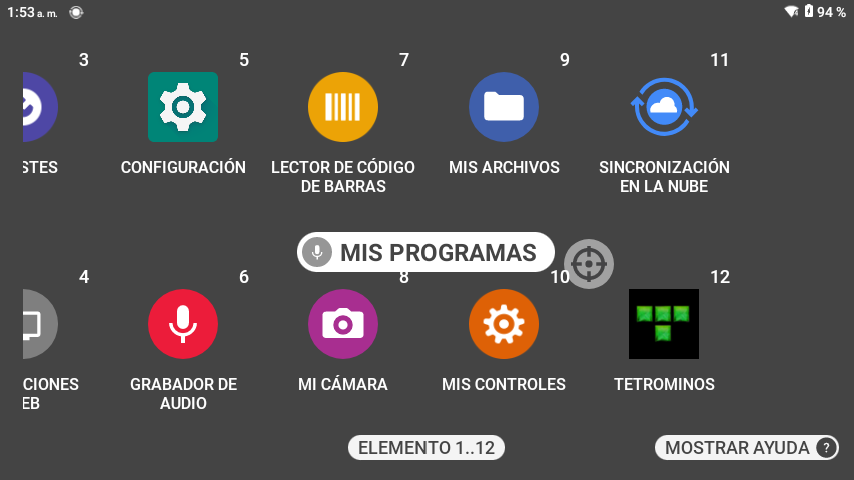 1:53 a. m.
94 %
3
5
7
9
11
STES
CONFIGURACIÓN
LECTOR DE CÓDIGO
DE BARRAS
MIS ARCHIVOS
SINCRONIZACIÓN
EN LA NUBE
MIS PROGRAMAS
4
6
8
10
12
CIONES
EB
GRABADOR DE
AUDIO
MI CÁMARA
MIS CONTROLES
TETROMINOS
ELEMENTO 1..12
MOSTRAR AYUDA ?